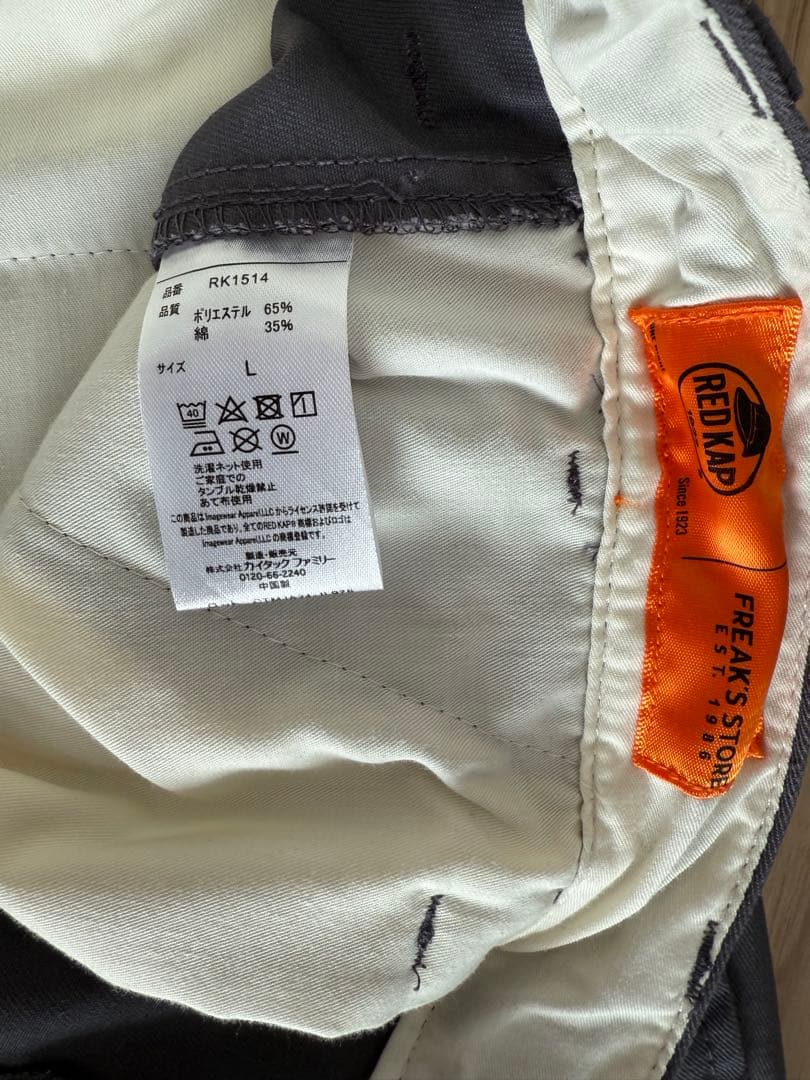 品番 RK1514
品質 ポリエステル 65%
綿 35%
サイズ L
40
W
洗濯ネット使用
ご家庭での
タンブル乾燥禁止
あて布使用
この商品はImagewear Apparel,LLC からライセンス許諾を受けて
製造した商品であり、全てのRED KAP® 商標およびロゴは
Imagewear Apparel,LLC の商標登録です。
製造・販売元
株式会社 カイタック ファミリー
0120-66-2240
中国製
RED KAP
Since 1923
FREAK'S STORE
EST. 1986